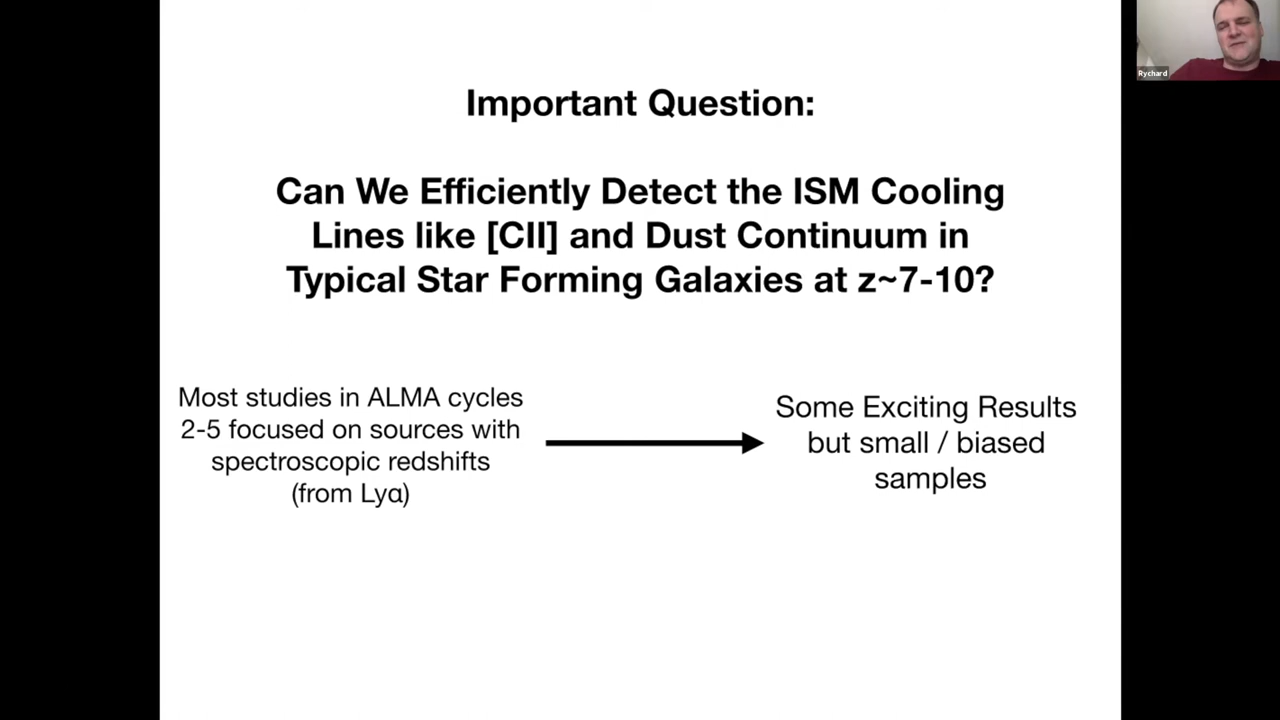 Rychard
Important Question:
Can We Efficiently Detect the ISM Cooling
Lines like [CII] and Dust Continuum in
Typical Star Forming Galaxies at z~7-10?
Most studies in ALMA cycles
2-5 focused on sources with
spectroscopic redshifts
(from Lyα)
Some Exciting Results
but small / biased
samples